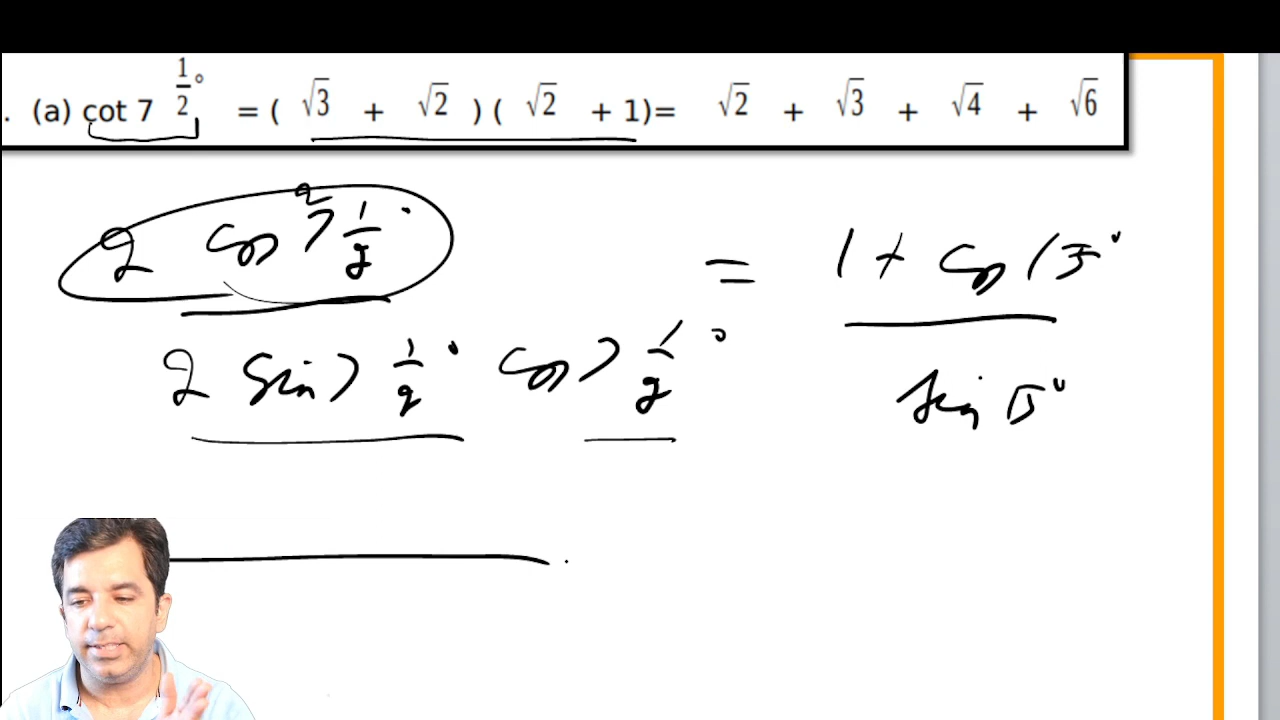 . (a) cot 7 1/2° = ( √3 + √2 ) ( √2 + 1)= √2 + √3 + √4 + √6
2 cos² 7 1/2° = 1 + cos 15°
2 sin 7 1/2° cos 7 1/2° sin 15°